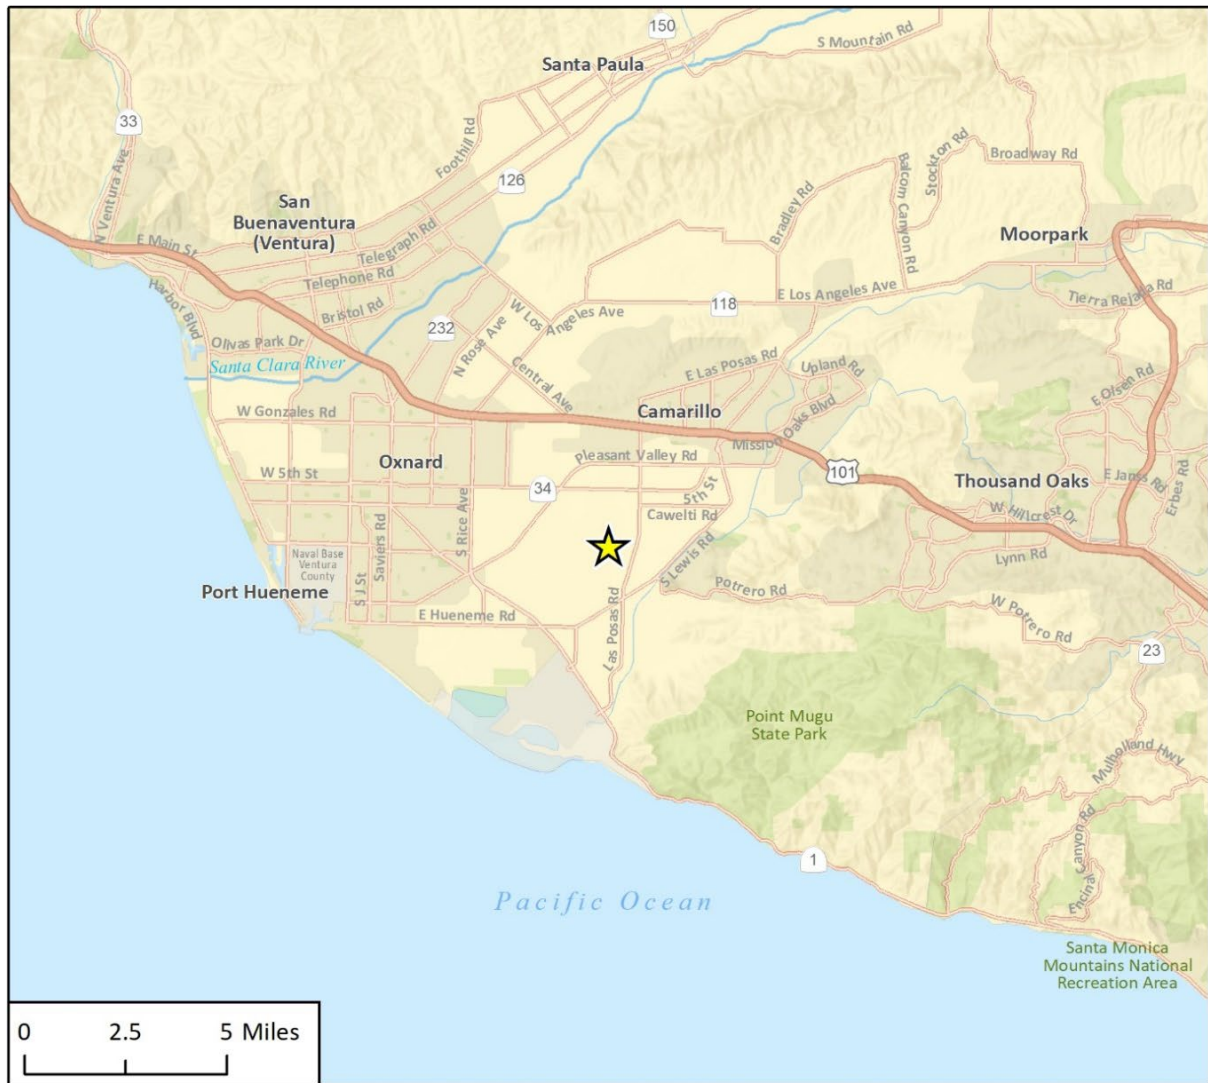 150
S Mountain Rd
Santa Paula
33
Foothill Rd
126
Stockton Rd
Broadway Rd
Balcom Canyon Rd
Bradley Rd
San
Buenaventura
(Ventura)
N Ventura Ave
E Main St
Telegraph Rd
Moorpark
Telephone Rd
Harbor Blvd
E Los Angeles Ave
Tierra Rejada Rd
118
Bristol Rd
W Los Angeles Ave
232
N Rose Ave
Olivas Park Dr
Santa Clara River
Central Ave
E Las Posas Rd
Upland Rd
E Olsen Rd
W Gonzales Rd
Camarillo
Mission Oaks Blvd
Pleasant Valley Rd
Oxnard
W 5th St
101
Thousand Oaks
E Janss Rd
Erbes Rd
34
5th St
Cawelti Rd
W Hillcrest Dr
S Rice Ave
Saviers Rd
Lynn Rd
Naval Base
Ventura
County
S Lewis Rd
Potrero Rd
Port Hueneme
S J St
E Hueneme Rd
W Potrero Rd
Las Posas Rd
23
Point Mugu
State Park
Mulholland Hwy
1
Encinal Canyon Rd
Pacific Ocean
Santa Monica
Mountains National
Recreation Area
0 2.5 5 Miles